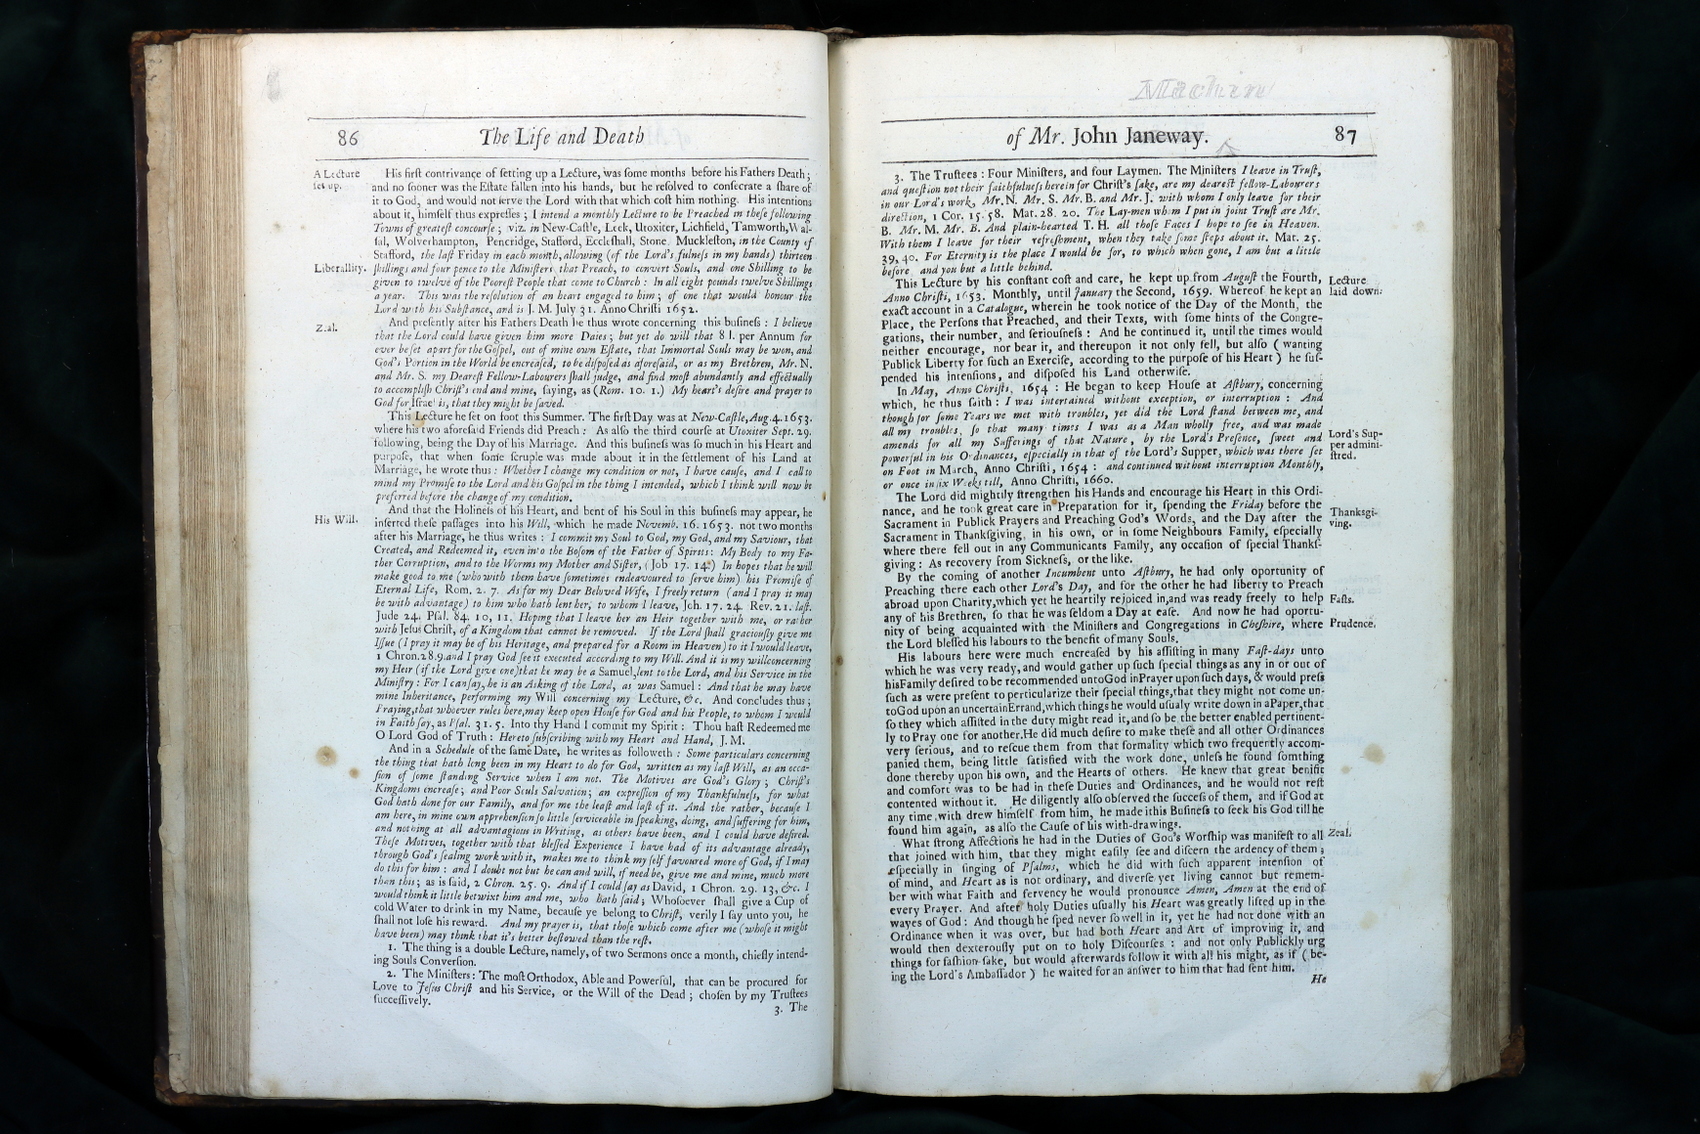 86 The Life and Death
A Lecture
set up.
His first contrivance of setting up a Lecture, was some months before his Fathers Death;
and no sooner was the Estate fallen into his hands, but he resolved to consecrate a share of
it to God, and would not serve the Lord with that which cost him nothing. His intentions
about it, himself thus expresses; I intend a monthly Lecture to be Preached in these following
Towns of greatest concourse; viz. in New-Castle, Leek, Utoxiter, Lichfield, Tamworth, Wal-
sal, Wolverhampton, Pencridge, Stafford, Eccleshall, Stone. Muckleston, in the County of
Stafford, the last Friday in each month, allowing (of the Lord's fulness in my hands) thirteen
Liberallity.
shillings and four pence to the Ministers that Preach, to convert Souls, and one Shilling to be
given to twelve of the Poorest People that come to Church: In all eight pounds twelve Shillings
a year. This was the resolution of an heart engaged to him; of one that would honour the
Lord with his Substance, and is J. M. July 31. Anno Christi 1652.
Zeal.
And presently after his Fathers Death he thus wrote concerning this business: I believe
that the Lord could have given him more Daies; but yet do will that 8 l. per Annum for
ever be set apart for the Gospel, out of mine own Estate, that Immortal Souls may be won, and
God's Portion in the World be encreased, to be disposed as aforesaid, or as my Brethren, Mr. N.
and Mr. S. my Dearest Fellow-Labourers shall judge, and find most abundantly and effectually
to accomplish Christ's end and mine, saying, as (Rom. 10. 1.) My heart's desire and prayer to
God for Israel is, that they might be saved.
This Lecture he set on foot this Summer. The first Day was at New-Castle, Aug. 4. 1653.
where his two aforesaid Friends did Preach: As also the third course at Utoxiter Sept. 29.
following, being the Day of his Marriage. And this business was so much in his Heart and
purpose, that when some scruple was made about it in the settlement of his Land at
Marriage, he wrote thus: Whether I change my condition or not, I have cause, and I call to
mind my Promise to the Lord and his Gospel in the thing I intended, which I think will now be
preferred before the change of my condition.
His Will.
And that the Holiness of his Heart, and bent of his Soul in this business may appear, he
inserted these passages into his Will, which he made Novemb. 16. 1653. not two months
after his Marriage, he thus writes: I commit my Soul to God, my God, and my Saviour, that
Created, and Redeemed it, even into the Bosom of the Father of Spirits: My Body to my Fa-
ther Corruption, and to the Worms my Mother and Sister, (Job 17. 14.) In hopes that he will
make good to me (who with them have sometimes endeavoured to serve him) his Promise of
Eternal Life, Rom. 2. 7. As for my Dear Beloved Wife, I freely return (and I pray it may
be with advantage) to him who hath lent her, to whom I leave, Joh. 17. 24. Rev. 21. last.
Jude 24. Psal. 84. 10, 11. Hoping that I leave her an Heir together with me, or rather
with Jesus Christ, of a Kingdom that cannot be removed. If the Lord shall graciously give me
Issue (I pray it may be of his Heritage, and prepared for a Room in Heaven) to it I would leave,
1 Chron. 28.9. and I pray God see it executed according to my Will. And it is my will concerning
my Heir (if the Lord give one) that he may be a Samuel, lent to the Lord, and his Service in the
Ministry: For I can say, he is an Asking of the Lord, as was Samuel: And that he may have
mine Inheritance, Performing my Will concerning my Lecture, &c. And concludes thus;
Praying, that whoever rules here, may keep open House for God and his People, to whom I would
in Faith say, as Psal. 31. 5. Into thy Hand I commit my Spirit: Thou hast Redeemed me
O Lord God of Truth: Hereto subscribing with my Heart and Hand, J. M.
And in a Schedule of the same Date, he writes as followeth: Some particulars concerning
the thing that hath long been in my Heart to do for God, written as my last Will, as an occa-
sion of some standing Service when I am not. The Motives are God's Glory; Christ's
Kingdoms increase; and Poor Souls Salvation; an expression of my Thankfulness, for what
God hath done for our Family, and for me the least and last of it. And the rather, because I
am here, in mine own apprehension so little serviceable in speaking, doing, and suffering for him,
and nothing at all advantagious in Writing, as others have been, and I could have desired.
These Motives, together with that blessed Experience I have had of its advantage already,
through God's sealing work with it, makes me to think my self favoured more of God, if I may
do this for him: and I doubt not but he can and will, if need be, give me and mine, much more
than this; as is said, 2 Chron. 25. 9. And if I could say as David, 1 Chron. 29. 13, &c. I
would think it little betwixt him and me, who hath said; Whosoever shall give a Cup of
cold Water to drink in my Name, because ye belong to Christ, verily I say unto you, he
shall not lose his reward. And my prayer is, that those which come after me (whose it might
have been) may think that it's better bestowed than the rest.
1. The thing is a double Lecture, namely, of two Sermons once a month, chiefly intend-
ing Souls Conversion.
2. The Ministers: The most Orthodox, Able and Powerful, that can be procured for
Love to Jesus Christ and his Service, or the Will of the Dead; chosen by my Trustees
successively.
3. The
Machin
of Mr. John Janeway. 87
3. The Trustees: Four Ministers, and four Laymen. The Ministers I leave in Trust,
and question not their faithfulness herein for Christ's sake, are my dearest fellow-Labourers
in our Lord's work, Mr. N. Mr. S. Mr. B. and Mr. J. with whom I only leave for their
direction, 1 Cor. 15. 58. Mat. 28. 20. The Lay-men whom I put in joint Trust are Mr.
B. Mr. M. Mr. B. And plain-hearted T. H. all those Faces I hope to see in Heaven.
With them I leave for their refreshment, when they take some steps about it. Mat. 25.
39, 40. For Eternity is the place I would be for, to which when gone, I am but a little
before and you but a little behind.
Lecture
laid down.
This Lecture by his constant cost and care, he kept up from August the Fourth,
Anno Christi, 1653. Monthly, until January the Second, 1659. Whereof he kept an
exact account in a Catalogue, wherein he took notice of the Day of the Month, the
Place, the Persons that Preached, and their Texts, with some hints of the Congre-
gations, their number, and seriousness: And he continued it, until the times would
neither encourage, nor bear it, and thereupon it not only fell, but also (wanting
Publick Liberty for such an Exercise, according to the purpose of his Heart) he sus-
pended his intensions, and disposed his Land otherwise.
In May, Anno Christi, 1654: He began to keep House at Astbury, concerning
which, he thus saith: I was intertained without exception, or interruption: And
though for some Years we met with troubles, yet did the Lord stand between me, and
all my troubles, so that many times I was as a Man wholly free, and was made
Lord's Sup-
per admini-
stred.
amends for all my Sufferings of that Nature, by the Lord's Presence, sweet and
powerful in his Ordinances, especially in that of the Lord's Supper, which was there set
on Foot in March, Anno Christi, 1654: and continued without interruption Monthly,
or once in six Weeks till, Anno Christi, 1660.
The Lord did mightily strengthen his Hands and encourage his Heart in this Ordi-
nance, and he took great care in Preparation for it, spending the Friday before the
Thanksgi-
ving.
Sacrament in Publick Prayers and Preaching God's Words, and the Day after the
Sacrament in Thanksgiving, in his own, or in some Neighbours Family, especially
where there fell out in any Communicants Family, any occasion of special Thanks-
giving: As recovery from Sickness, or the like.
By the coming of another Incumbent unto Astbury, he had only oportunity of
Preaching there each other Lord's Day, and for the other he had liberty to Preach
Fasts.
abroad upon Charity, which yet he heartily rejoiced in, and was ready freely to help
any of his Brethren, so that he was seldom a Day at ease. And now he had oportu-
Prudence.
nity of being acquainted with the Ministers and Congregations in Cheshire, where
the Lord blessed his labours to the benefit of many Souls.
His labours here were much encreased by his assisting in many Fast-days unto
which he was very ready, and would gather up such special things as any in or out of
his Family desired to be recommended unto God in Prayer upon such days, & would press
such as were present to perticularize their special things, that they might not come un-
to God upon an uncertain Errand, which things he would usualy write down in a Paper, that
so they which assisted in the duty might read it, and so be the better enabled pertinent-
ly to Pray one for another. He did much desire to make these and all other Ordinances
very serious, and to rescue them from that formality which two frequently accom-
panied them, being little satisfied with the work done, unless he found somthing
done thereby upon his own, and the Hearts of others. He knew that great benifit
and comfort was to be had in these Duties and Ordinances, and he would not rest
contented without it. He diligently also observed the success of them, and if God at
any time with drew himself from him, he made it his Business to seek his God till he
found him again, as also the Cause of his with-drawings.
Zeal.
What strong Affections he had in the Duties of God's Worship was manifest to all
that joined with him, that they might easily see and discern the ardency of them;
especially in singing of Psalms, which he did with such apparent intension of
of mind, and Heart as is not ordinary, and diverse yet living cannot but remem-
ber with what Faith and fervency he would pronounce Amen, Amen at the end of
every Prayer. And after holy Duties usually his Heart was greatly lifted up in the
wayes of God: And though he sped never so well in it, yet he had not done with an
Ordinance when it was over, but had both Heart and Art of improving it, and
would then dexterously put on to holy Discourses: and not only Publickly urg
things for fashion sake, but would afterwards follow it with all his might, as if (be-
ing the Lord's Ambassador) he waited for an answer to him that had sent him.
He